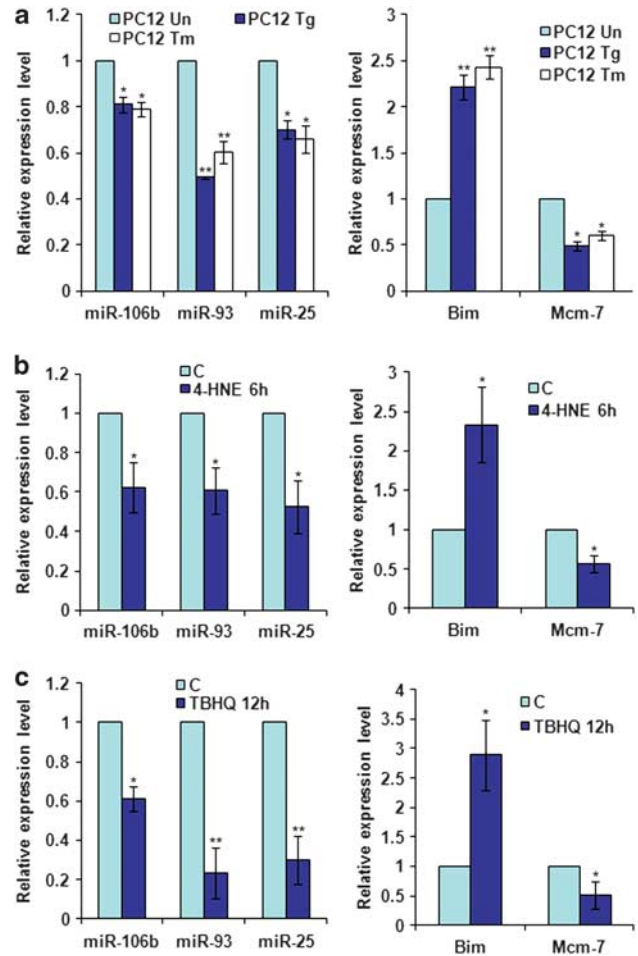 a
PC12 Un PC12 Tg
PC12 Tm
Relative expression level
1.2
1
0.8
0.6
0.4
0.2
0
* *
** **
* *
miR-106b miR-93 miR-25
PC12 Un
PC12 Tg
PC12 Tm
Relative expression level
3
2.5
2
1.5
1
0.5
0
** **
* *
Bim Mcm-7
b
C
4-HNE 6h
Relative expression level
1.2
1
0.8
0.6
0.4
0.2
0
* * *
miR-106b miR-93 miR-25
C
4-HNE 6h
Relative expression level
3
2.5
2
1.5
1
0.5
0
* *
Bim Mcm-7
c
C
TBHQ 12h
Relative expression level
1.2
1
0.8
0.6
0.4
0.2
0
* ** **
miR-106b miR-93 miR-25
C
TBHQ 12h
Relative expression level
4
3.5
3
2.5
2
1.5
1
0.5
0
* *
Bim Mcm-7